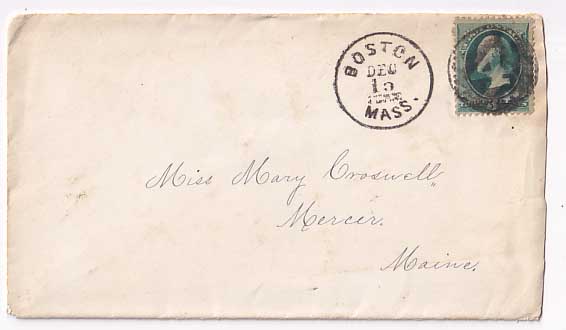 BOSTON
DEC
15
MASS.
Miss Mary Croswell,
Mercer.
Maine.